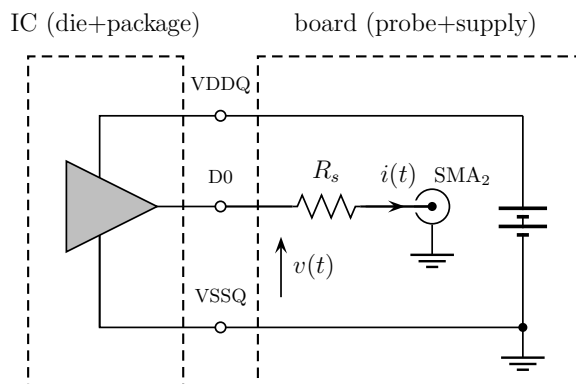 IC (die+package)
board (probe+supply)
VDDQ
D0
R_s
i(t)
SMA_2
v(t)
VSSQ